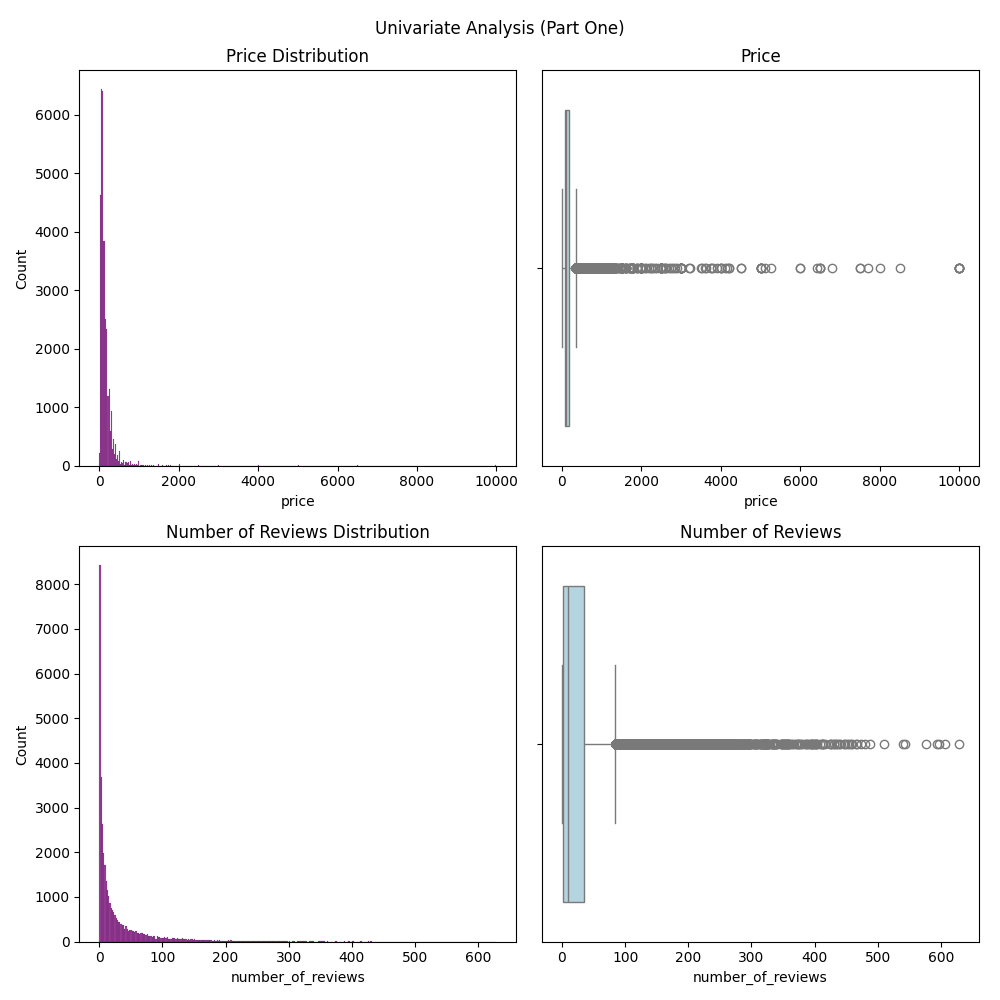 Univariate Analysis (Part One)
Price Distribution
Price
6000
5000
4000
3000
2000
1000
0
Count
0 2000 4000 6000 8000 10000
price
0 2000 4000 6000 8000 10000
price
Number of Reviews Distribution
Number of Reviews
8000
7000
6000
5000
4000
3000
2000
1000
0
Count
0 100 200 300 400 500 600
number_of_reviews
0 100 200 300 400 500 600
number_of_reviews